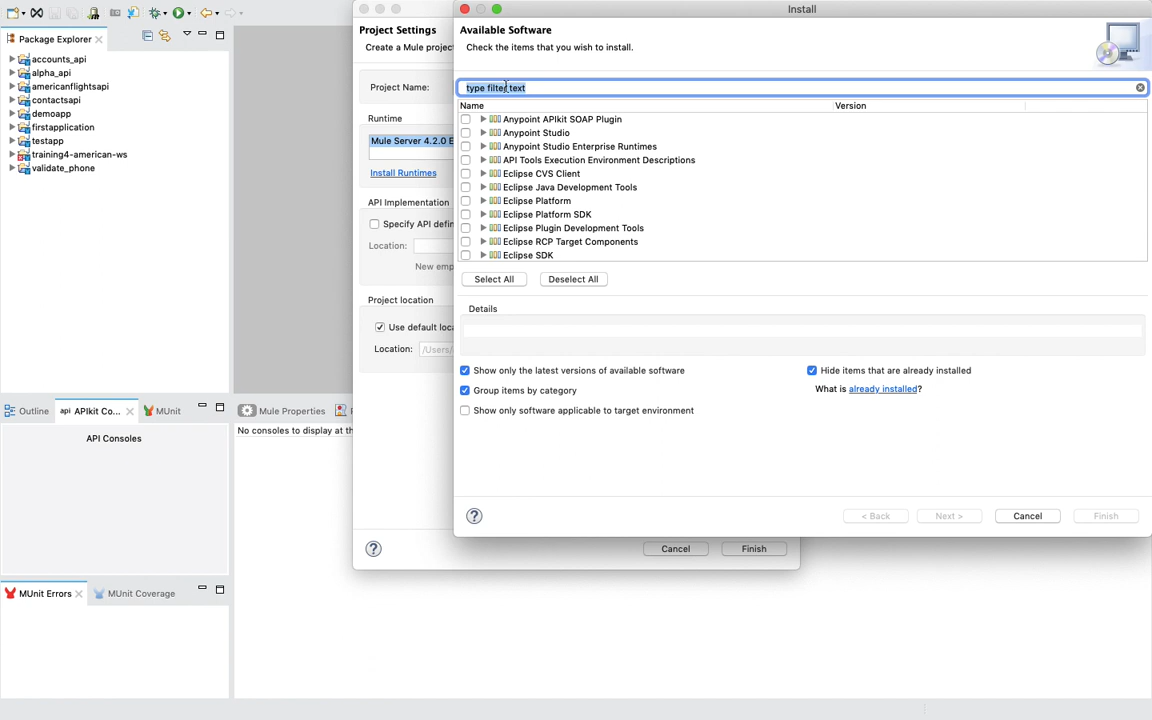 Package Explorer
accounts_api
alpha_api
americanflightsapi
contactsapi
demoapp
firstapplication
testapp
training4-american-ws
validate_phone
Outline
api APIkit Co...
MUnit
API Consoles
MUnit Errors
MUnit Coverage
Mule Properties
No consoles to display at th
Project Settings
Create a Mule project
Project Name:
Runtime
Mule Server 4.2.0 E
Install Runtimes
API Implementation
Specify API defin
Location:
New emp
Project location
Use default loca
Location:
/Users/
? Cancel Finish
Install
Available Software
Check the items that you wish to install.
type filter text
Name Version
Anypoint APIkit SOAP Plugin
Anypoint Studio
Anypoint Studio Enterprise Runtimes
API Tools Execution Environment Descriptions
Eclipse CVS Client
Eclipse Java Development Tools
Eclipse Platform
Eclipse Platform SDK
Eclipse Plugin Development Tools
Eclipse RCP Target Components
Eclipse SDK
Select All Deselect All
Details
Show only the latest versions of available software
Hide items that are already installed
Group items by category
What is already installed?
Show only software applicable to target environment
? < Back Next > Cancel Finish